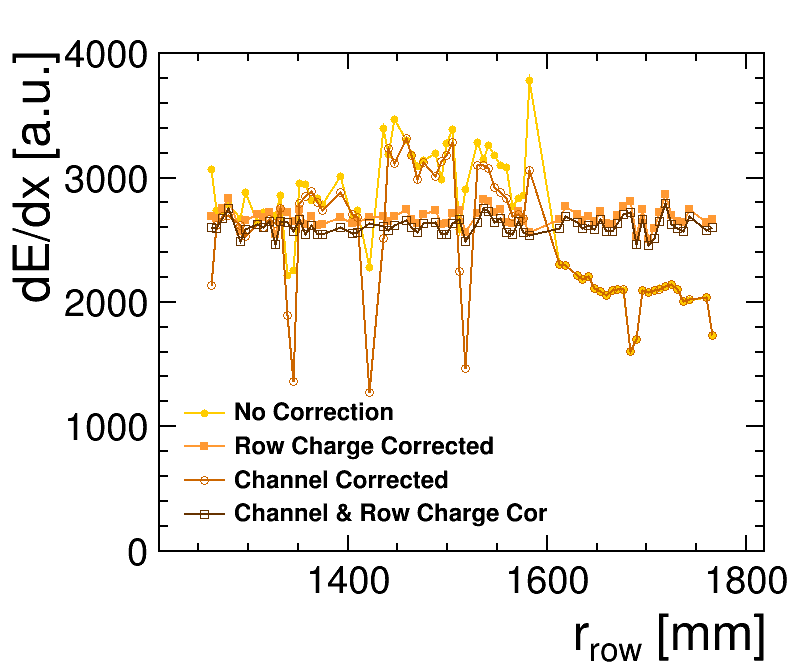 dE/dx [a.u.]
4000
3000
2000
1000
0
No Correction
Row Charge Corrected
Channel Corrected
Channel & Row Charge Cor
1400 1600 1800
r_row [mm]